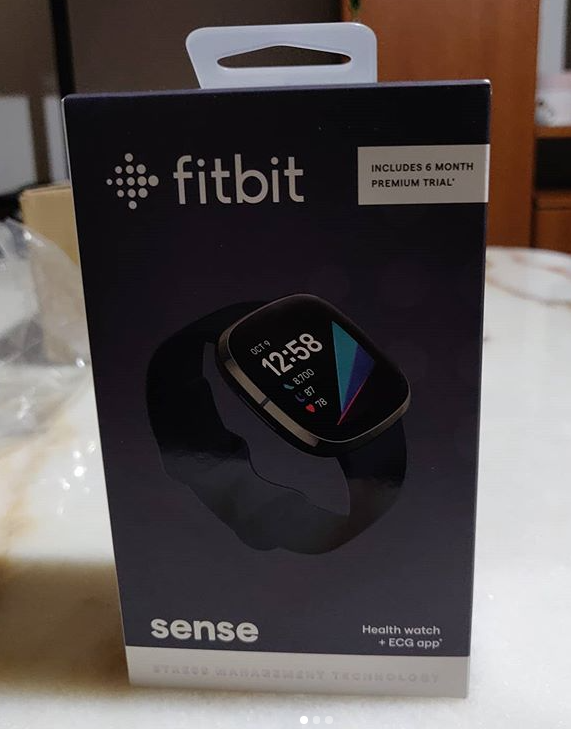 fitbit
INCLUDES 6 MONTH
PREMIUM TRIAL*
OCT 9
12:58
8,700
87
78
sense
Health watch
+ ECG app*
STRESS MANAGEMENT TECHNOLOGY